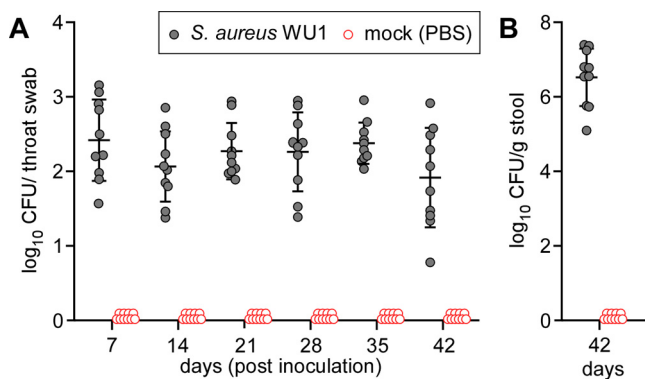 A
S. aureus WU1 mock (PBS)
log10 CFU/ throat swab
4
3
2
1
0
7 14 21 28 35 42
days (post inoculation)
B
log10 CFU/g stool
8
6
4
2
0
42
days